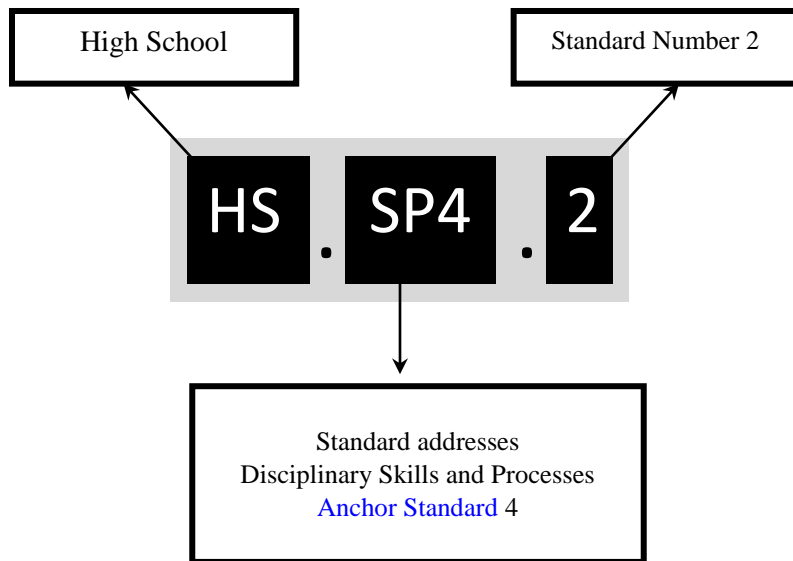 High School
Standard Number 2
HS . SP4 . 2
Standard addresses
Disciplinary Skills and Processes
Anchor Standard 4